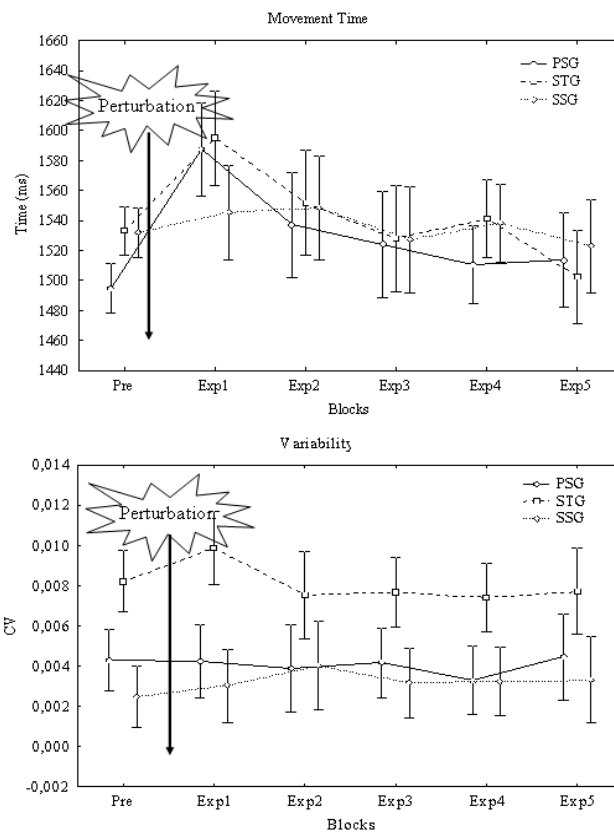 Movement Time
1660
1640
1620
1600
1580
1560
1540
1520
1500
1480
1460
1440
Time (ms)
Perturbation
PSG
STG
SSG
Pre Exp1 Exp2 Exp3 Exp4 Exp5
Blocks
Variability
0,014
0,012
0,010
0,008
0,006
0,004
0,002
0,000
-0,002
CV
Perturbation
PSG
STG
SSG
Pre Exp1 Exp2 Exp3 Exp4 Exp5
Blocks